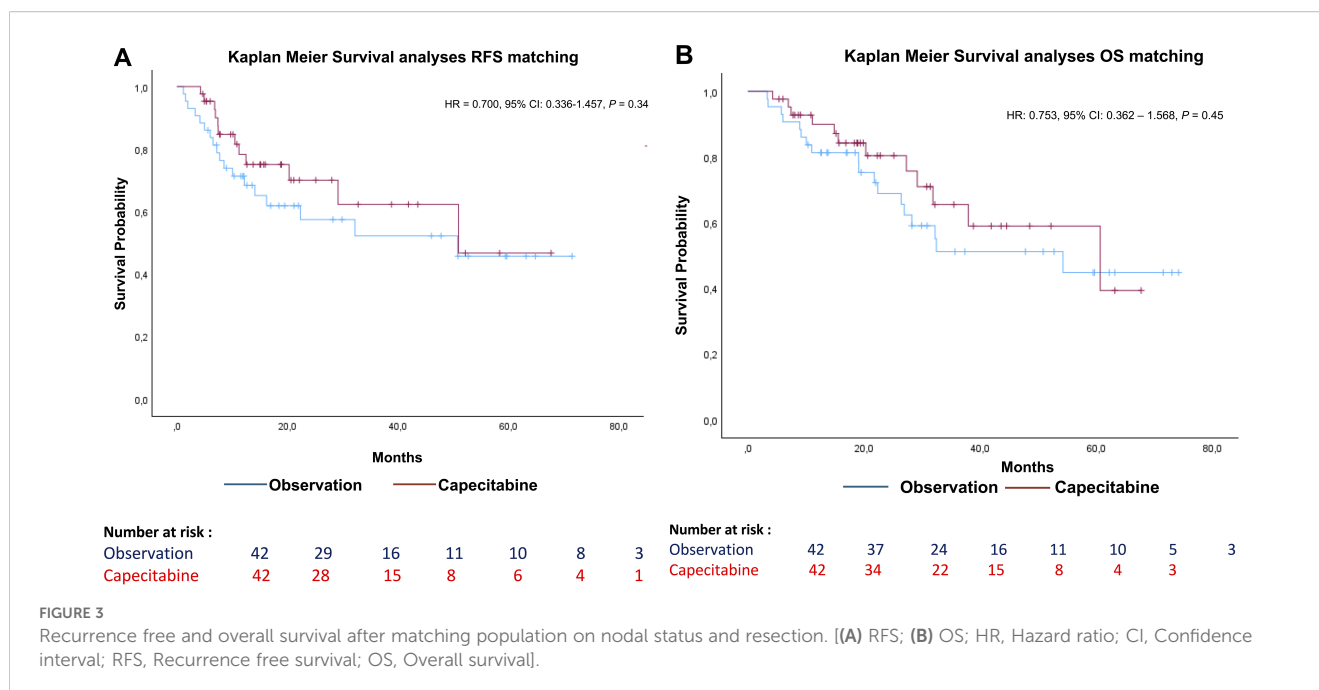 A
Kaplan Meier Survival analyses RFS matching
HR = 0.700, 95% CI: 0.336-1.457, P = 0.34
Survival Probability
1,0
0,8
0,6
0,4
0,2
0,0
,0 20,0 40,0 60,0 80,0
Months
Observation Capecitabine
Number at risk :
Observation 42 29 16 11 10 8 3
Capecitabine 42 28 15 8 6 4 1
B
Kaplan Meier Survival analyses OS matching
HR: 0.753, 95% CI: 0.362 – 1.568, P = 0.45
Survival Probability
1,0
0,8
0,6
0,4
0,2
0,0
,0 20,0 40,0 60,0 80,0
Months
Observation Capecitabine
Number at risk :
Observation 42 37 24 16 11 10 5 3
Capecitabine 42 34 22 15 8 4 3
FIGURE 3
Recurrence free and overall survival after matching population on nodal status and resection. [(A) RFS; (B) OS; HR, Hazard ratio; CI, Confidence
interval; RFS, Recurrence free survival; OS, Overall survival].